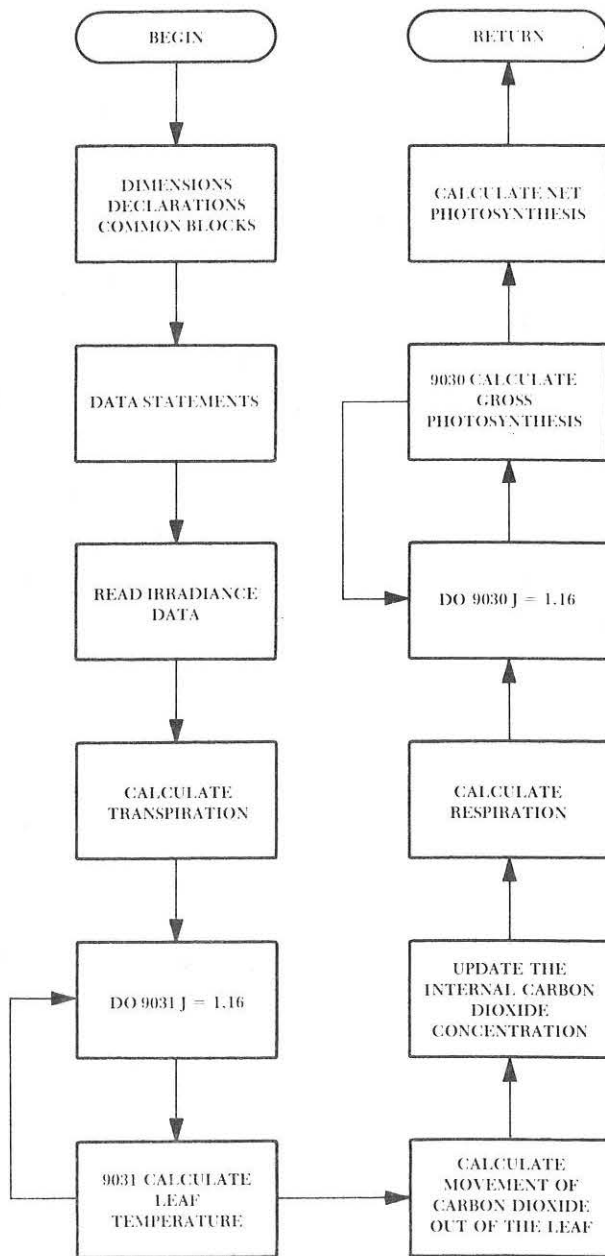 BEGIN
DIMENSIONS
DECLARATIONS
COMMON BLOCKS
DATA STATEMENTS
READ IRRADIANCE
DATA
CALCULATE
TRANSPIRATION
DO 9031 J = 1,16
9031 CALCULATE
LEAF
TEMPERATURE
CALCULATE
MOVEMENT OF
CARBON DIOXIDE
OUT OF THE LEAF
UPDATE THE
INTERNAL CARBON
DIOXIDE
CONCENTRATION
CALCULATE
RESPIRATION
DO 9030 J = 1,16
9030 CALCULATE
GROSS
PHOTOSYNTHESIS
CALCULATE NET
PHOTOSYNTHESIS
RETURN